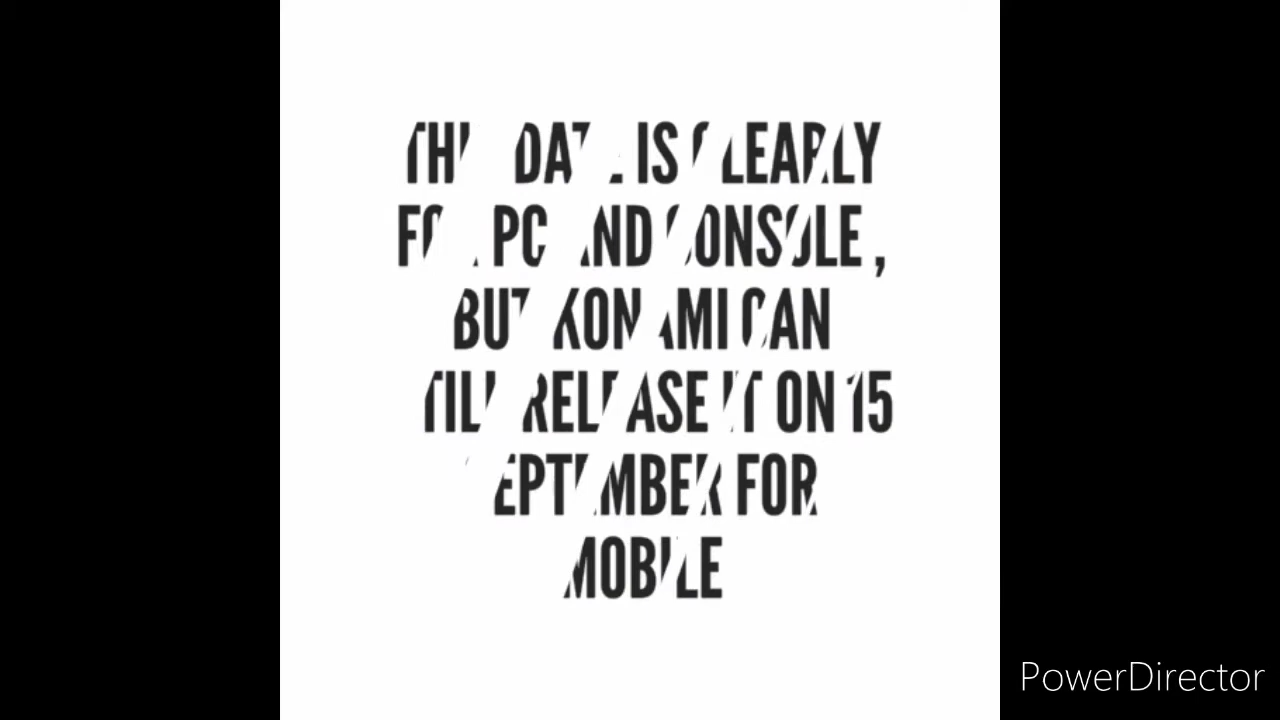 THE DATE IS CLEARLY
FOR PC AND CONSOLE ,
BUT KONAMI CAN
STILL RELEASE IT ON 15
SEPTEMBER FOR
MOBILE
PowerDirector